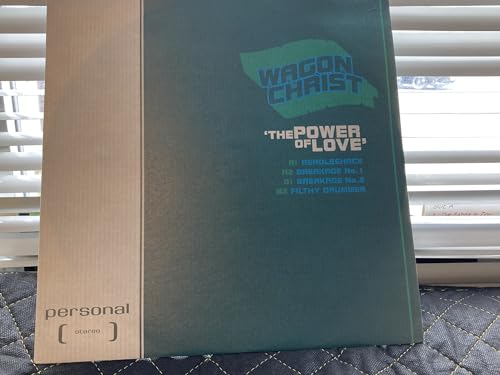 WAGON
CHRIST
'THE POWER
OF LOVE'
A1 BEADLESHACK
A2 BREAKAGE No.1
B1 BREAKAGE No.2
B2 FILTHY DRUMMER
personal
[ stereo ]